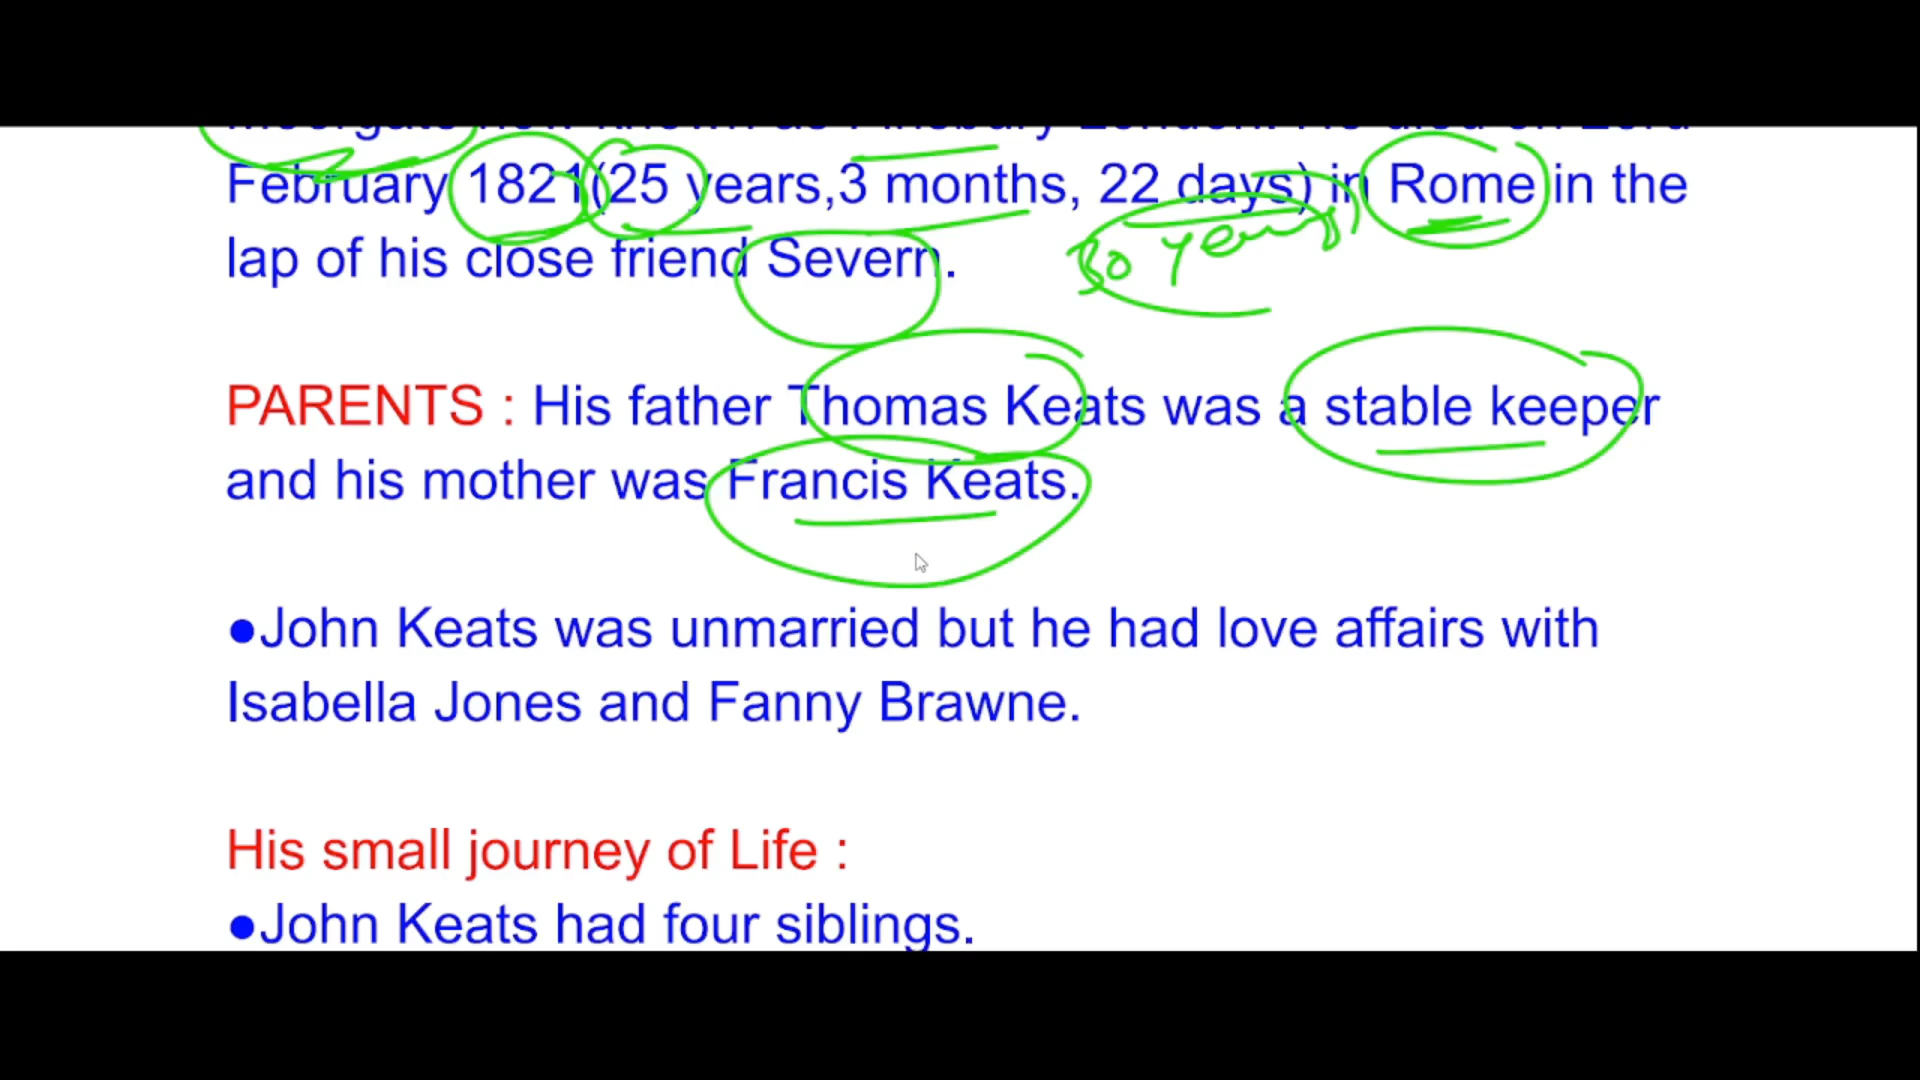 February 1821(25 years,3 months, 22 days) in Rome in the
lap of his close friend Severn.
30 years
PARENTS : His father Thomas Keats was a stable keeper
and his mother was Francis Keats.
●John Keats was unmarried but he had love affairs with
Isabella Jones and Fanny Brawne.
His small journey of Life :
●John Keats had four siblings.